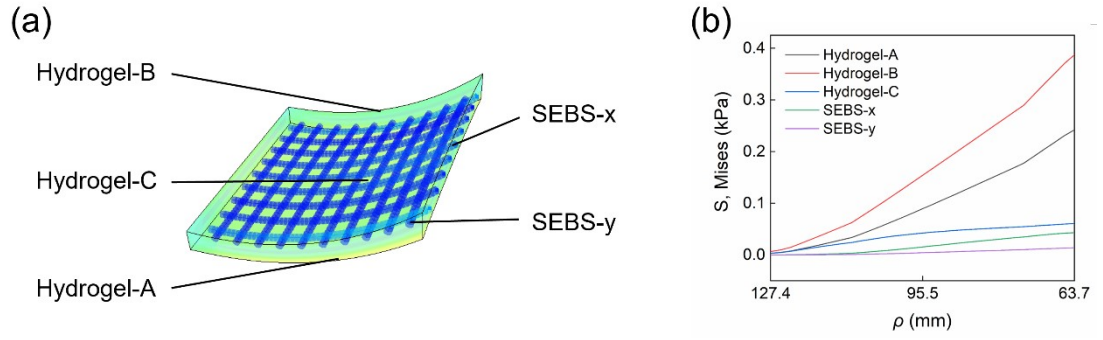 (a)
Hydrogel-B
SEBS-x
Hydrogel-C
SEBS-y
Hydrogel-A
(b)
S, Mises (kPa)
0.4
0.3
0.2
0.1
0.0
Hydrogel-A
Hydrogel-B
Hydrogel-C
SEBS-x
SEBS-y
127.4 95.5 63.7
ρ (mm)